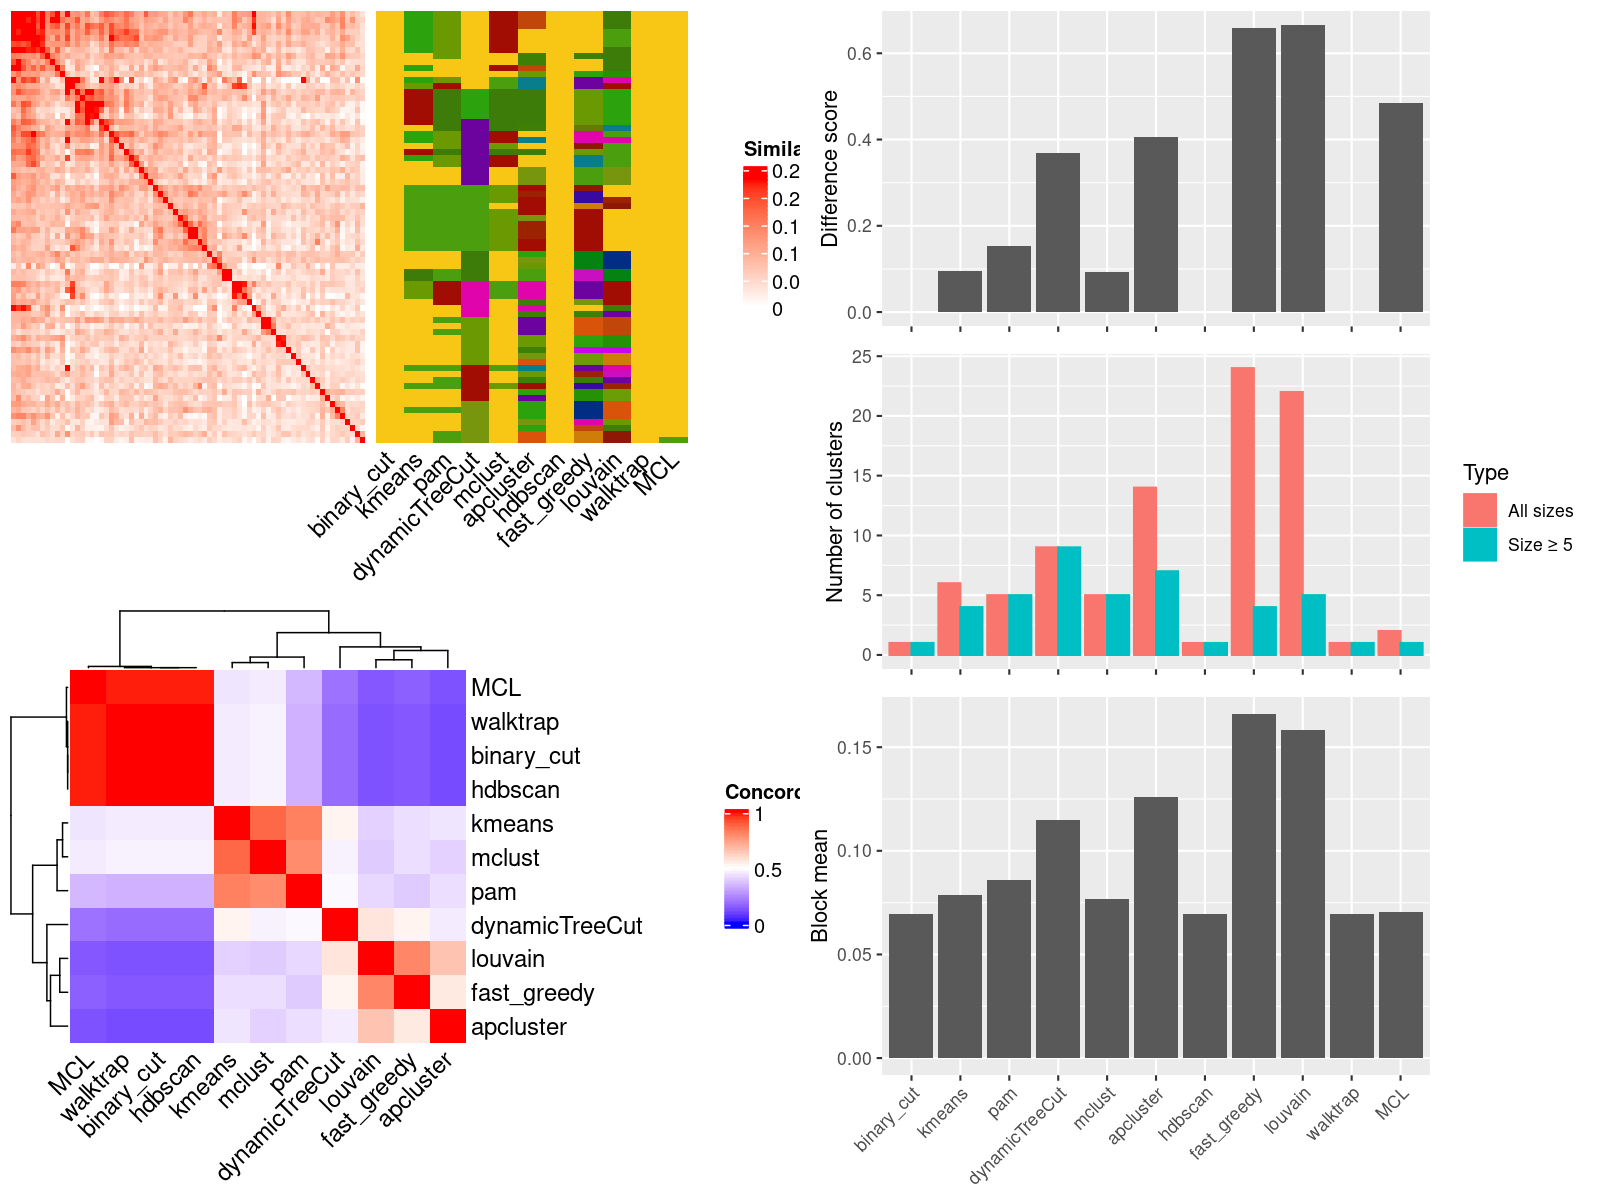 Simila
0.2
0.2
0.1
0.1
0.0
0
binary_cut
kmeans
pam
dynamicTreeCut
mclust
apcluster
hdbscan
fast_greedy
louvain
walktrap
MCL
MCL
walktrap
binary_cut
hdbscan
kmeans
mclust
pam
dynamicTreeCut
louvain
fast_greedy
apcluster
MCL
walktrap
binary_cut
hdbscan
kmeans
mclust
pam
dynamicTreeCut
louvain
fast_greedy
apcluster
Concord
1
0.5
0
Difference score
0.6
0.4
0.2
0.0
Number of clusters
25
20
15
10
5
0
Type
All sizes
Size ≥ 5
Block mean
0.15
0.10
0.05
0.00
binary_cut
kmeans
pam
dynamicTreeCut
mclust
apcluster
hdbscan
fast_greedy
louvain
walktrap
MCL